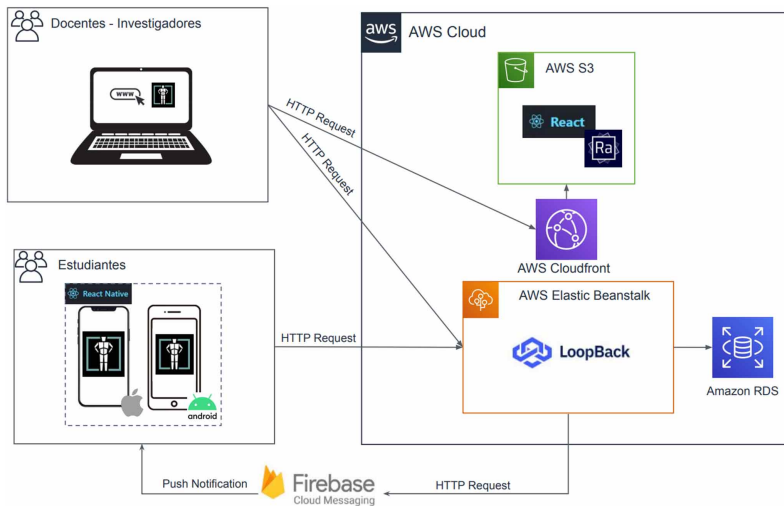 Docentes - Investigadores
www
aws
AWS Cloud
AWS S3
React
Ra
HTTP Request
HTTP Request
AWS Cloudfront
Estudiantes
React Native
android
HTTP Request
AWS Elastic Beanstalk
LoopBack
Amazon RDS
Push Notification
Firebase
Cloud Messaging
HTTP Request